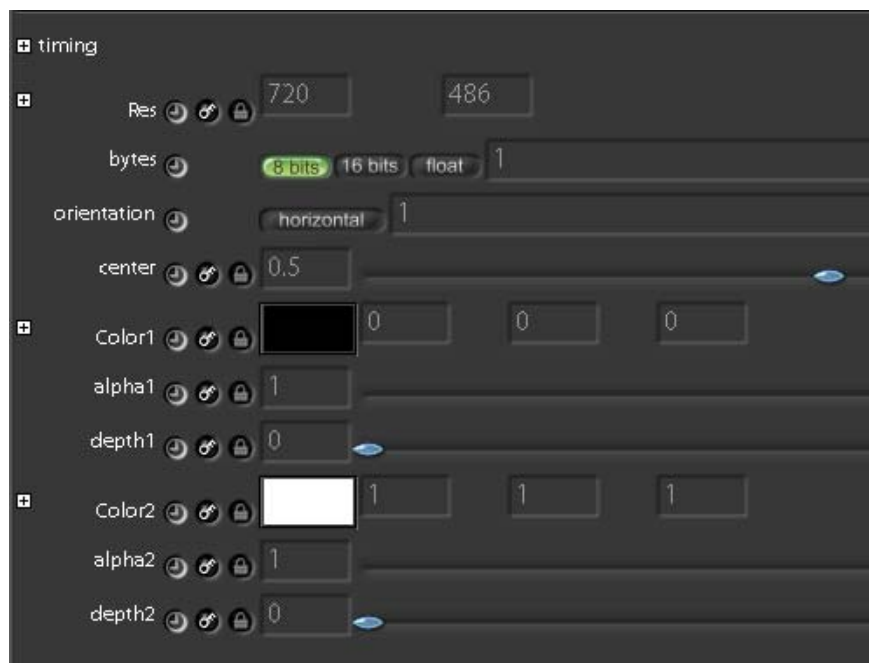 timing
Res 720 486
bytes 8 bits 16 bits float 1
orientation horizontal 1
center 0.5
Color1 0 0 0
alpha1 1
depth1 0
Color2 1 1 1
alpha2 1
depth2 0